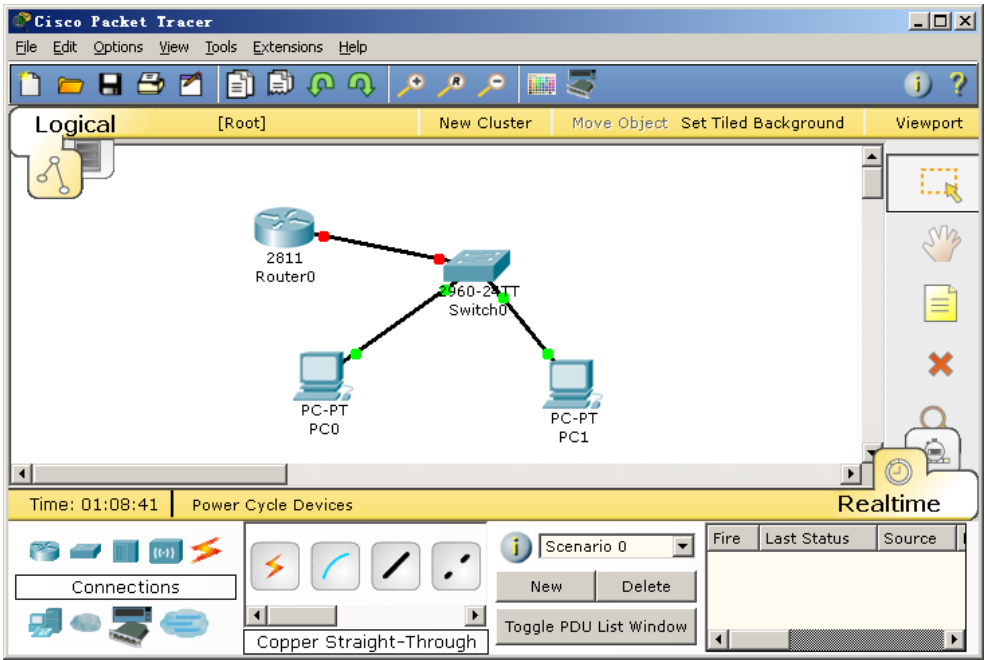 Cisco Packet Tracer
File Edit Options View Tools Extensions Help
Logical [Root] New Cluster Move Object Set Tiled Background Viewport
2811
Router0
2960-24TT
Switch0
PC-PT
PC0
PC-PT
PC1
Time: 01:08:41 Power Cycle Devices Realtime
Connections
Copper Straight-Through
Scenario 0
New Delete
Toggle PDU List Window
Fire Last Status Source